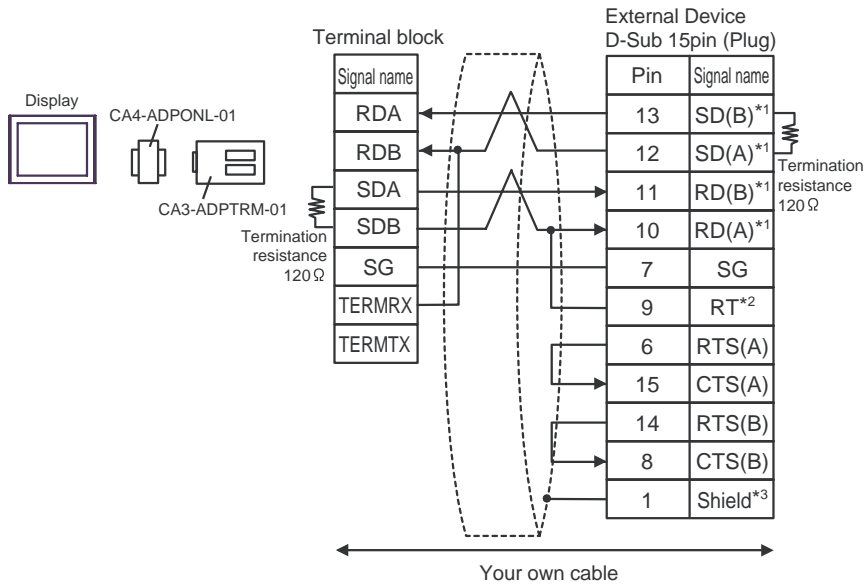 External Device
D-Sub 15pin (Plug)
Terminal block
Signal name
RDA
RDB
SDA
SDB
SG
TERMRX
TERMTX
Pin Signal name
13 SD(B)*1
12 SD(A)*1
11 RD(B)*1
10 RD(A)*1
7 SG
9 RT*2
6 RTS(A)
15 CTS(A)
14 RTS(B)
8 CTS(B)
1 Shield*3
Display
CA4-ADPONL-01
CA3-ADPTRM-01
Termination
resistance
120Ω
Termination
resistance
120Ω
Your own cable